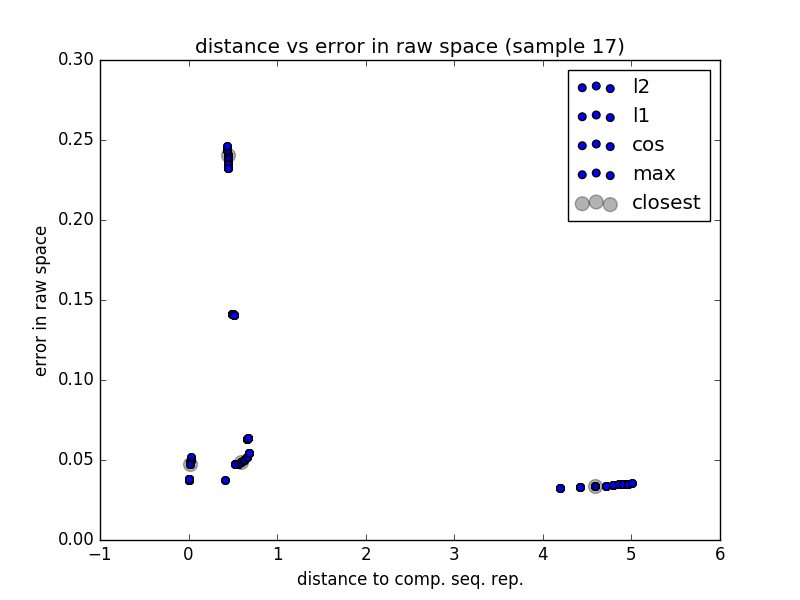 distance vs error in raw space (sample 17)
0.30
0.25
0.20
0.15
0.10
0.05
0.00
error in raw space
l2
l1
cos
max
closest
−1 0 1 2 3 4 5 6
distance to comp. seq. rep.